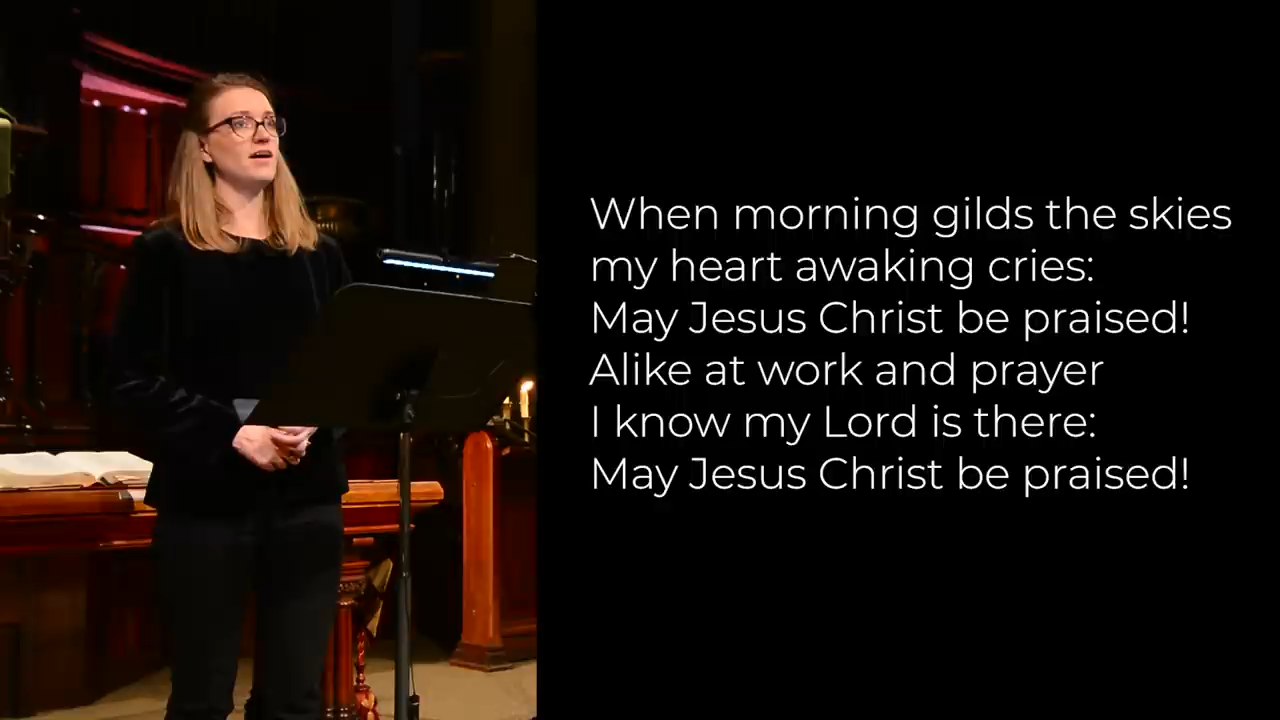 When morning gilds the skies
my heart awaking cries:
May Jesus Christ be praised!
Alike at work and prayer
I know my Lord is there:
May Jesus Christ be praised!